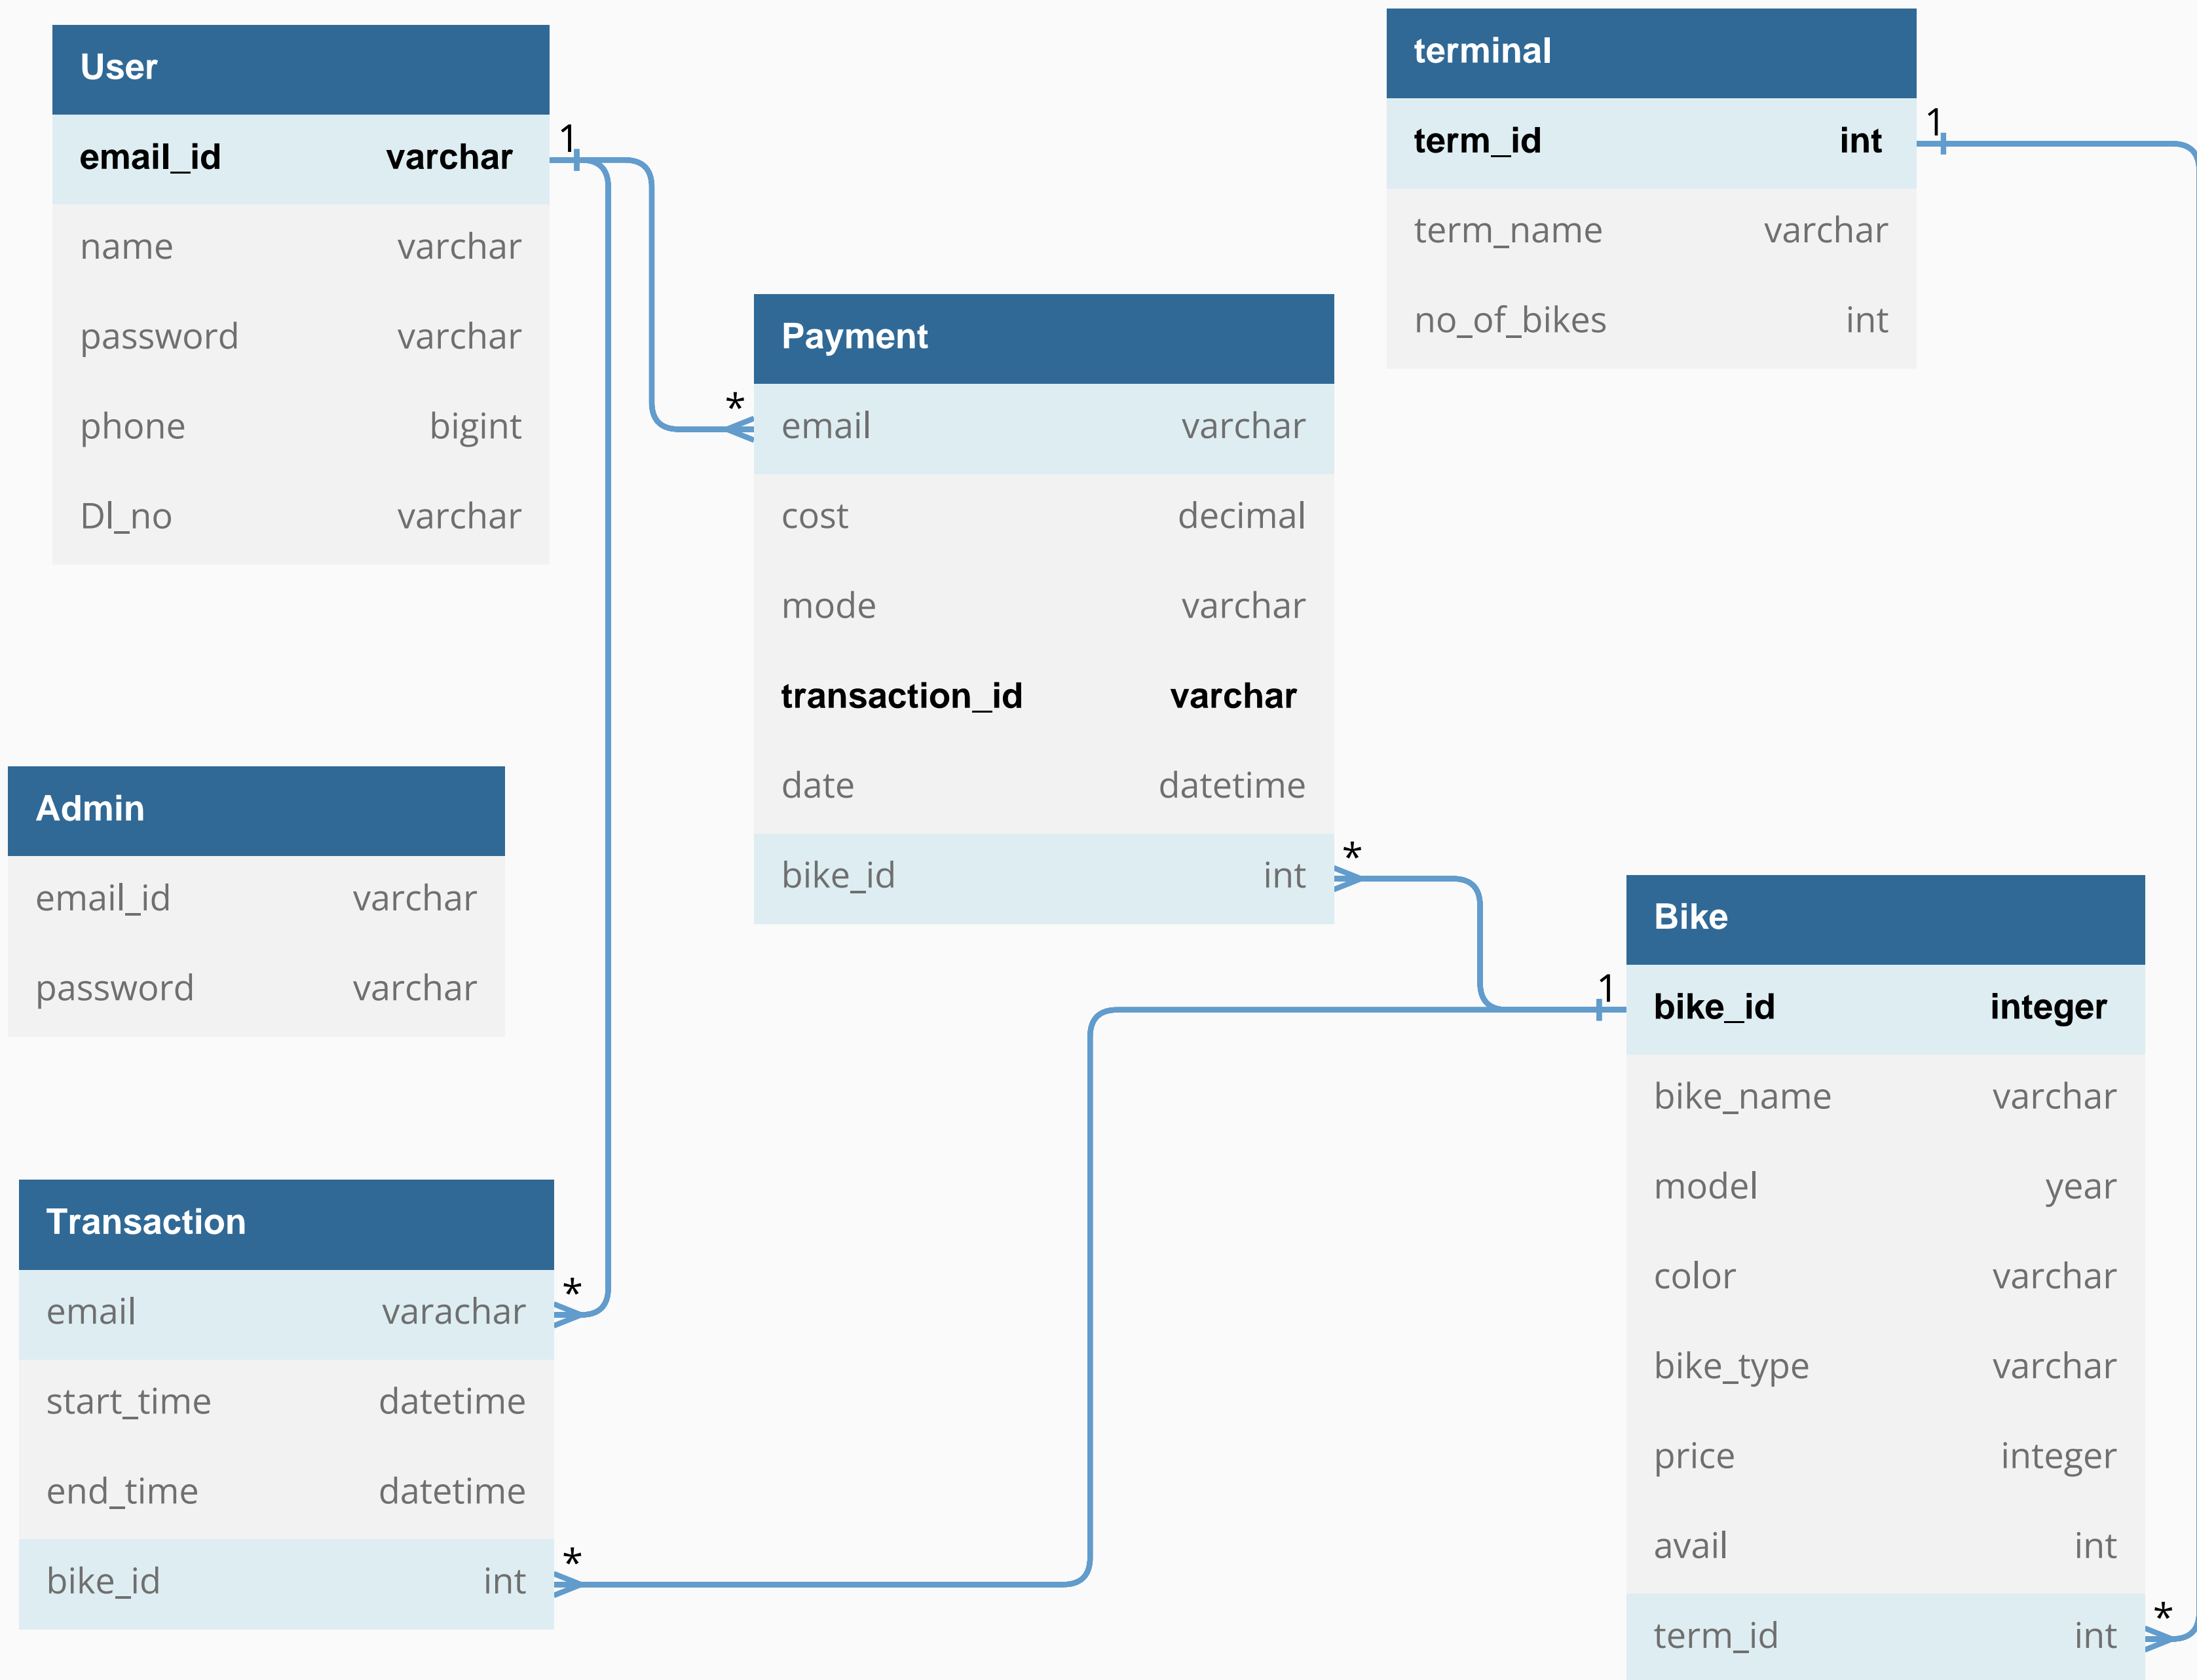 User
email_id varchar
name varchar
password varchar
phone bigint
Dl_no varchar
1
terminal
term_id int
term_name varchar
no_of_bikes int
1
Payment
* email varchar
cost decimal
mode varchar
transaction_id varchar
date datetime
bike_id int *
Admin
email_id varchar
password varchar
Bike
1 bike_id integer
bike_name varchar
model year
color varchar
bike_type varchar
price integer
avail int
term_id int *
Transaction
email varachar *
start_time datetime
end_time datetime
bike_id int *